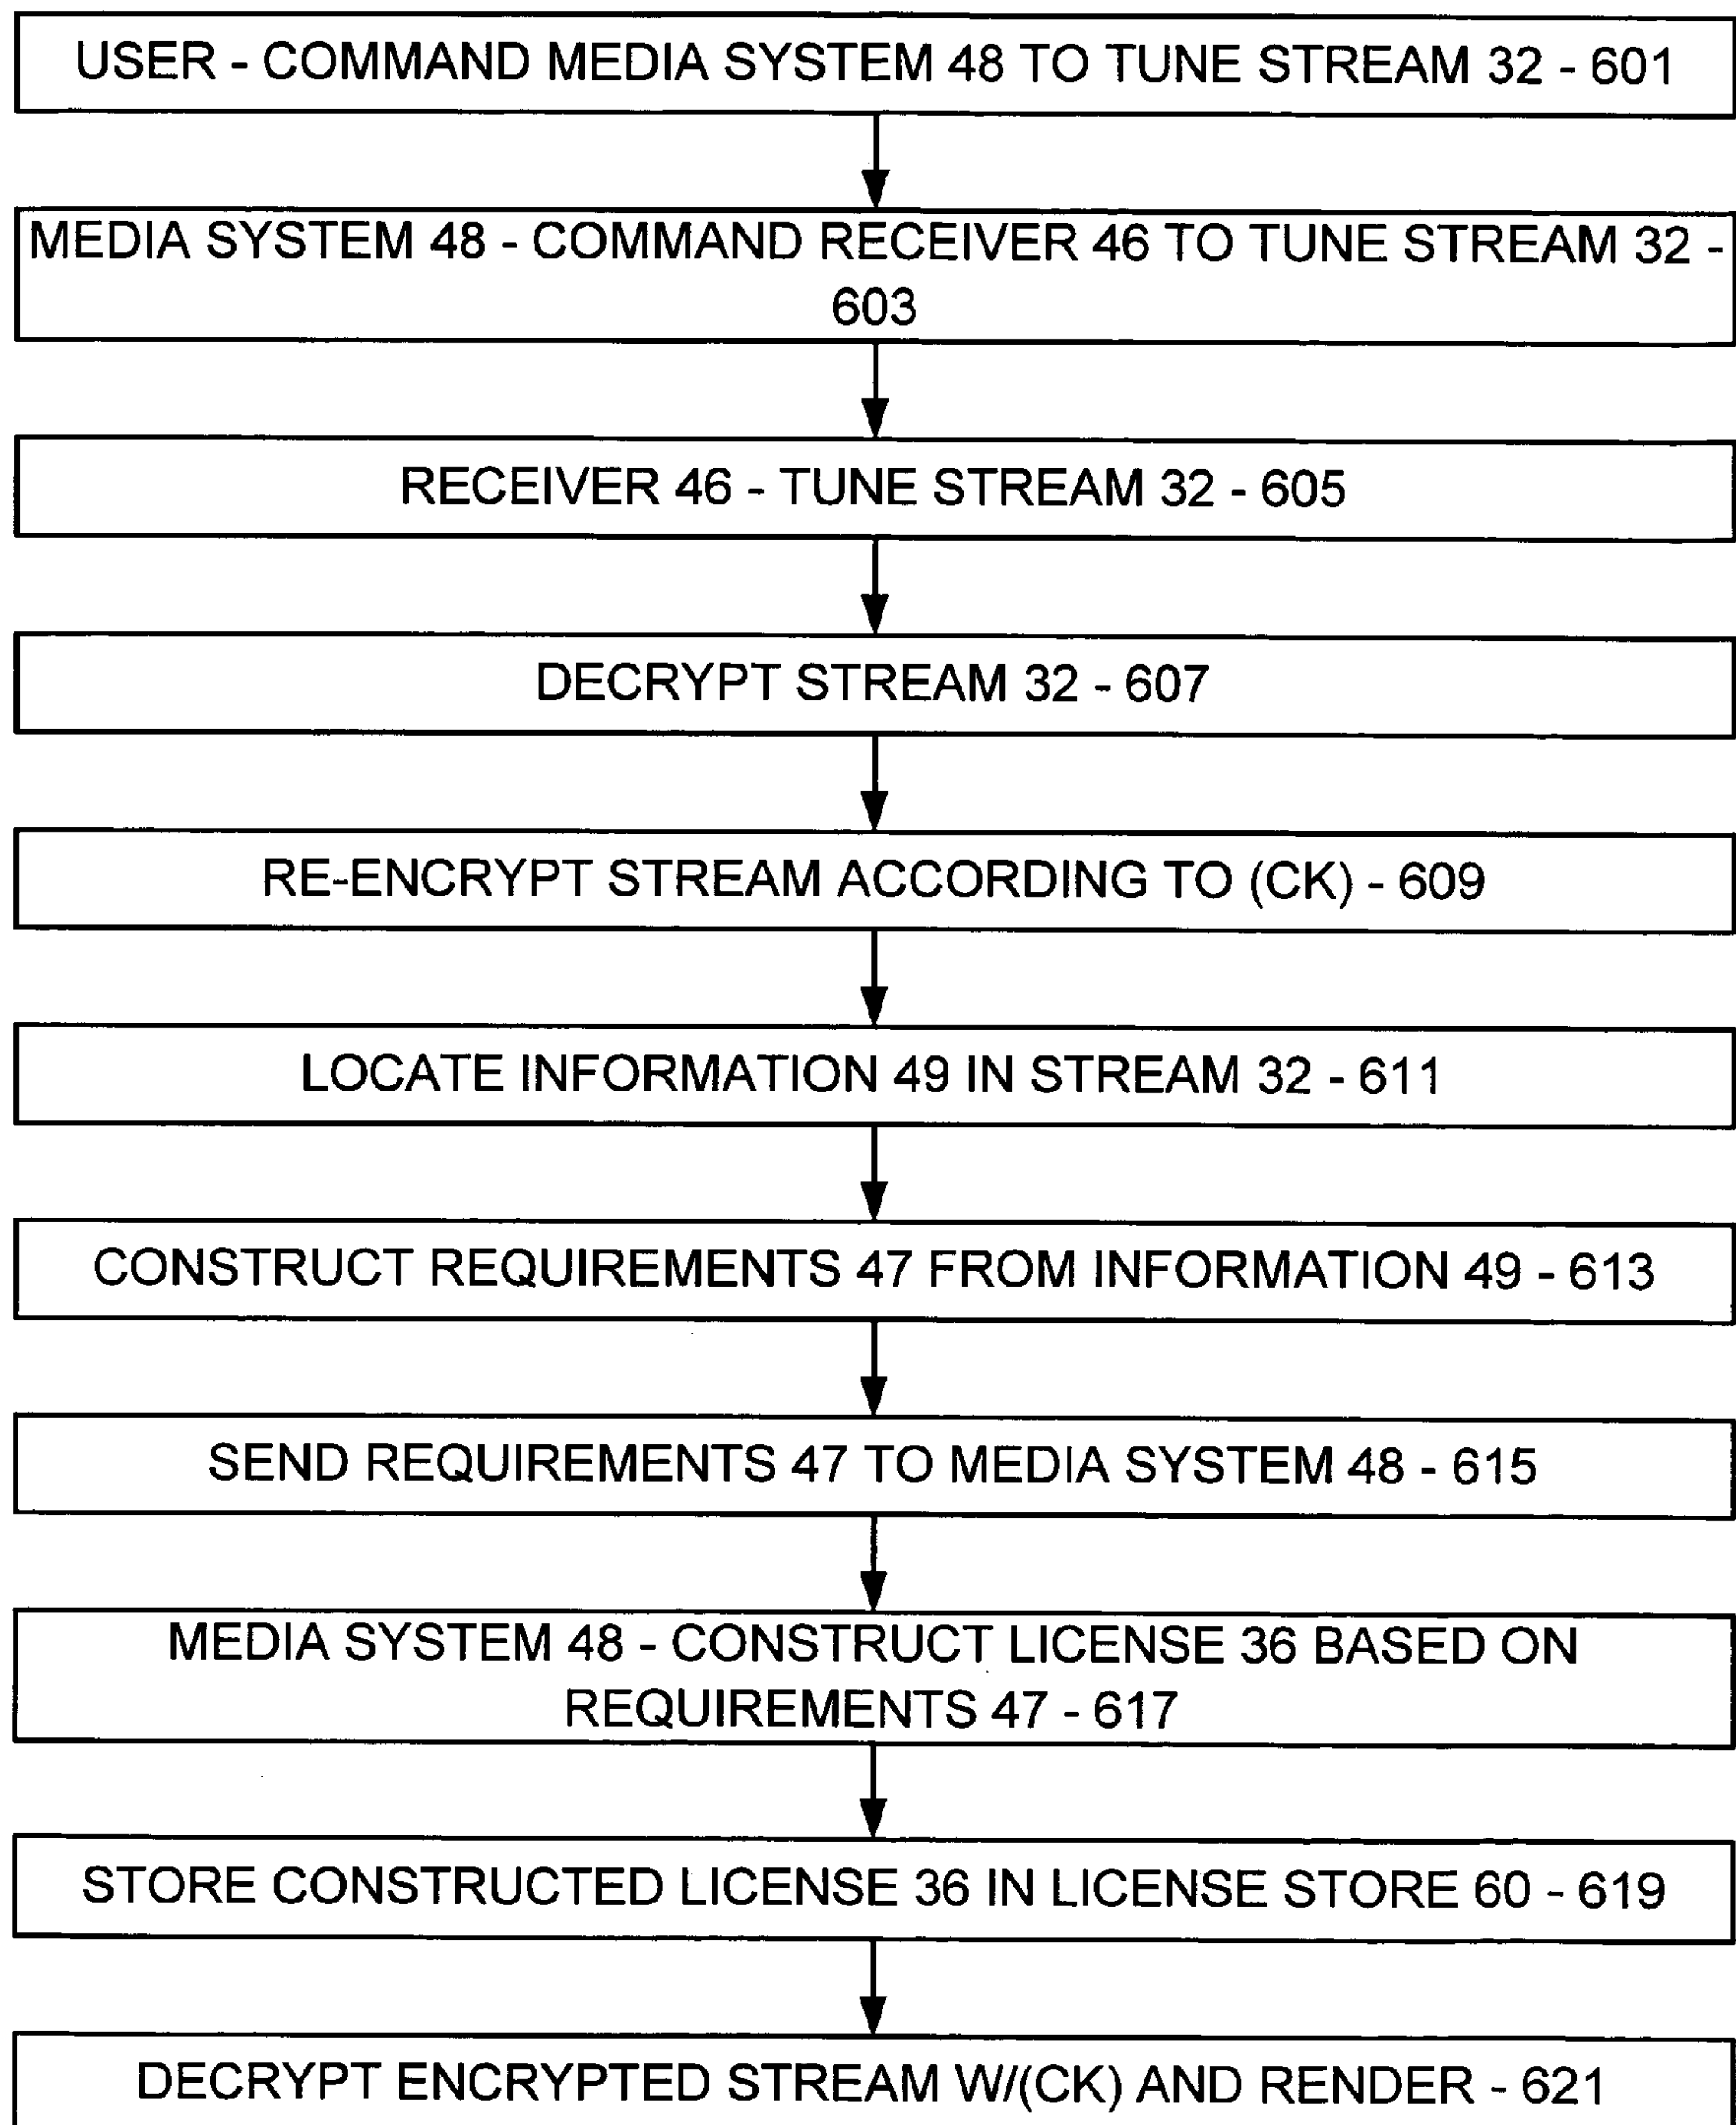 USER - COMMAND MEDIA SYSTEM 48 TO TUNE STREAM 32 - 601
MEDIA SYSTEM 48 - COMMAND RECEIVER 46 TO TUNE STREAM 32 -
603
RECEIVER 46 - TUNE STREAM 32 - 605
DECRYPT STREAM 32 - 607
RE-ENCRYPT STREAM ACCORDING TO (CK) - 609
LOCATE INFORMATION 49 IN STREAM 32 - 611
CONSTRUCT REQUIREMENTS 47 FROM INFORMATION 49 - 613
SEND REQUIREMENTS 47 TO MEDIA SYSTEM 48 - 615
MEDIA SYSTEM 48 - CONSTRUCT LICENSE 36 BASED ON
REQUIREMENTS 47 - 617
STORE CONSTRUCTED LICENSE 36 IN LICENSE STORE 60 - 619
DECRYPT ENCRYPTED STREAM W/(CK) AND RENDER - 621